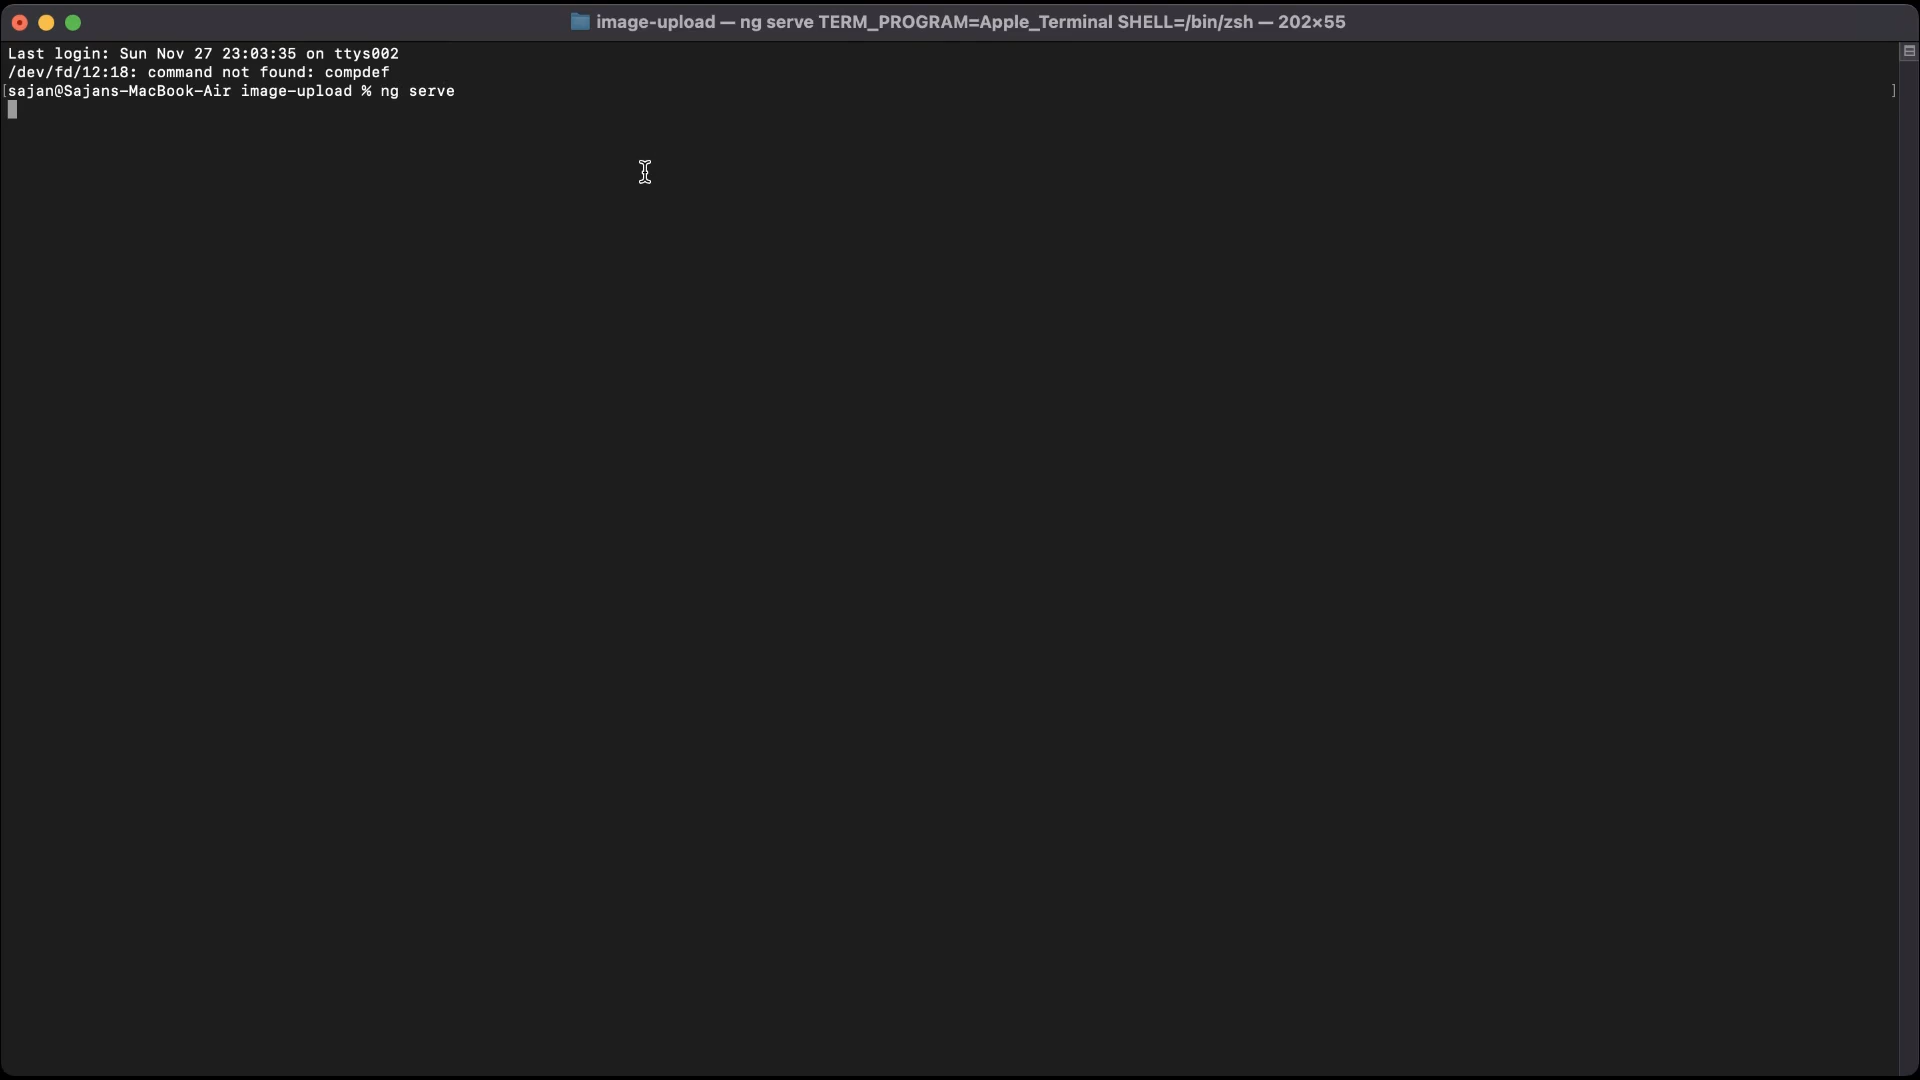 image-upload — ng serve TERM_PROGRAM=Apple_Terminal SHELL=/bin/zsh — 202×55
Last login: Sun Nov 27 23:03:35 on ttys002
/dev/fd/12:18: command not found: compdef
[sajan@Sajans-MacBook-Air image-upload % ng serve ]